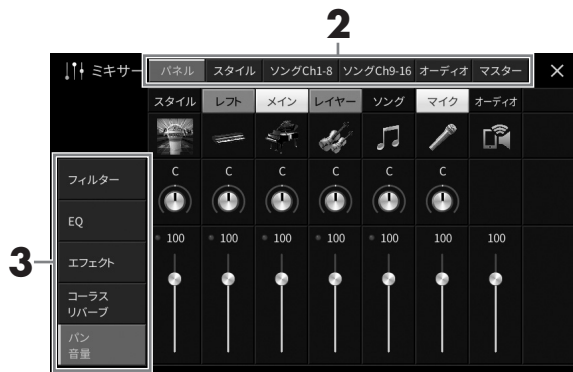 2
ミキサー パネル スタイル ソングCh1-8 ソングCh9-16 オーディオ マスター ×
スタイル レフト メイン レイヤー ソング マイク オーディオ
C C C C C C
100 100 100 100 100 100 100
3
フィルター
EQ
エフェクト
コーラス
リバーブ
パン
音量